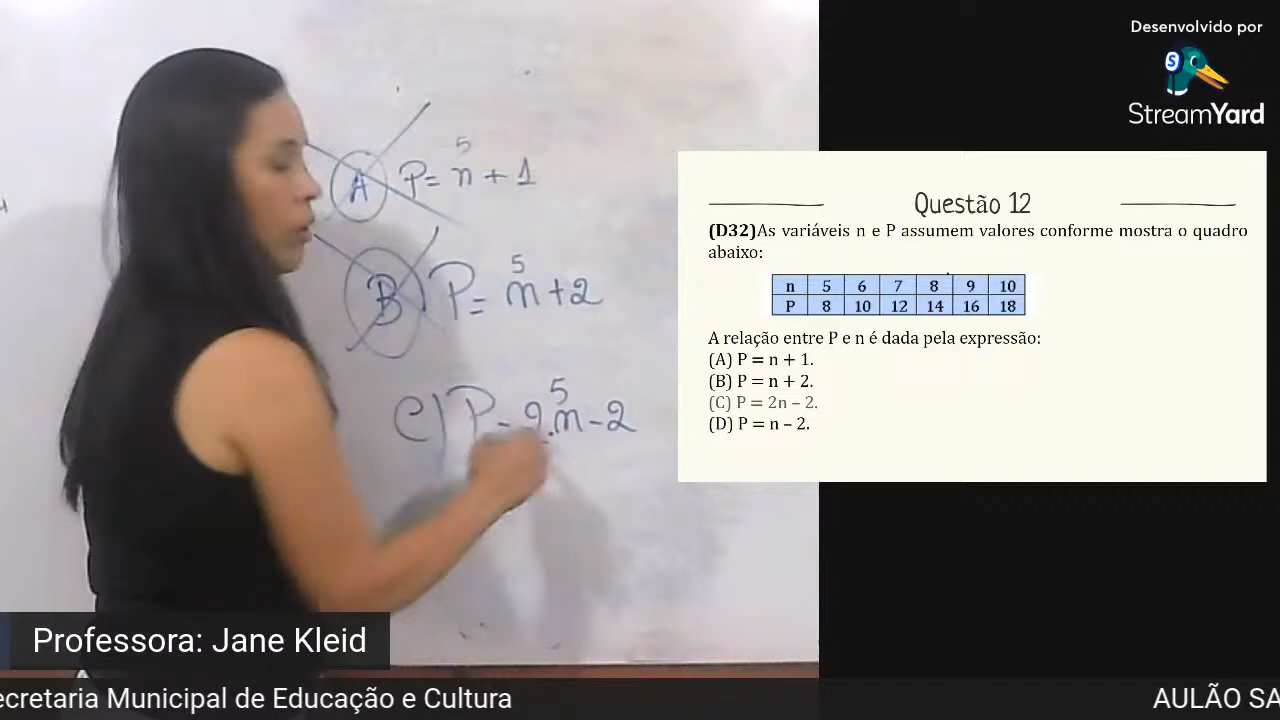 A P = n + 1
5
B P = n + 2
5
C) P = 2.n - 2
5
Desenvolvido por
StreamYard
Questão 12
(D32)As variáveis n e P assumem valores conforme mostra o quadro
abaixo:
n 5 6 7 8 9 10
P 8 10 12 14 16 18
A relação entre P e n é dada pela expressão:
(A) P = n + 1.
(B) P = n + 2.
(C) P = 2n – 2.
(D) P = n – 2.
Professora: Jane Kleid
ecretaria Municipal de Educação e Cultura
AULÃO SA